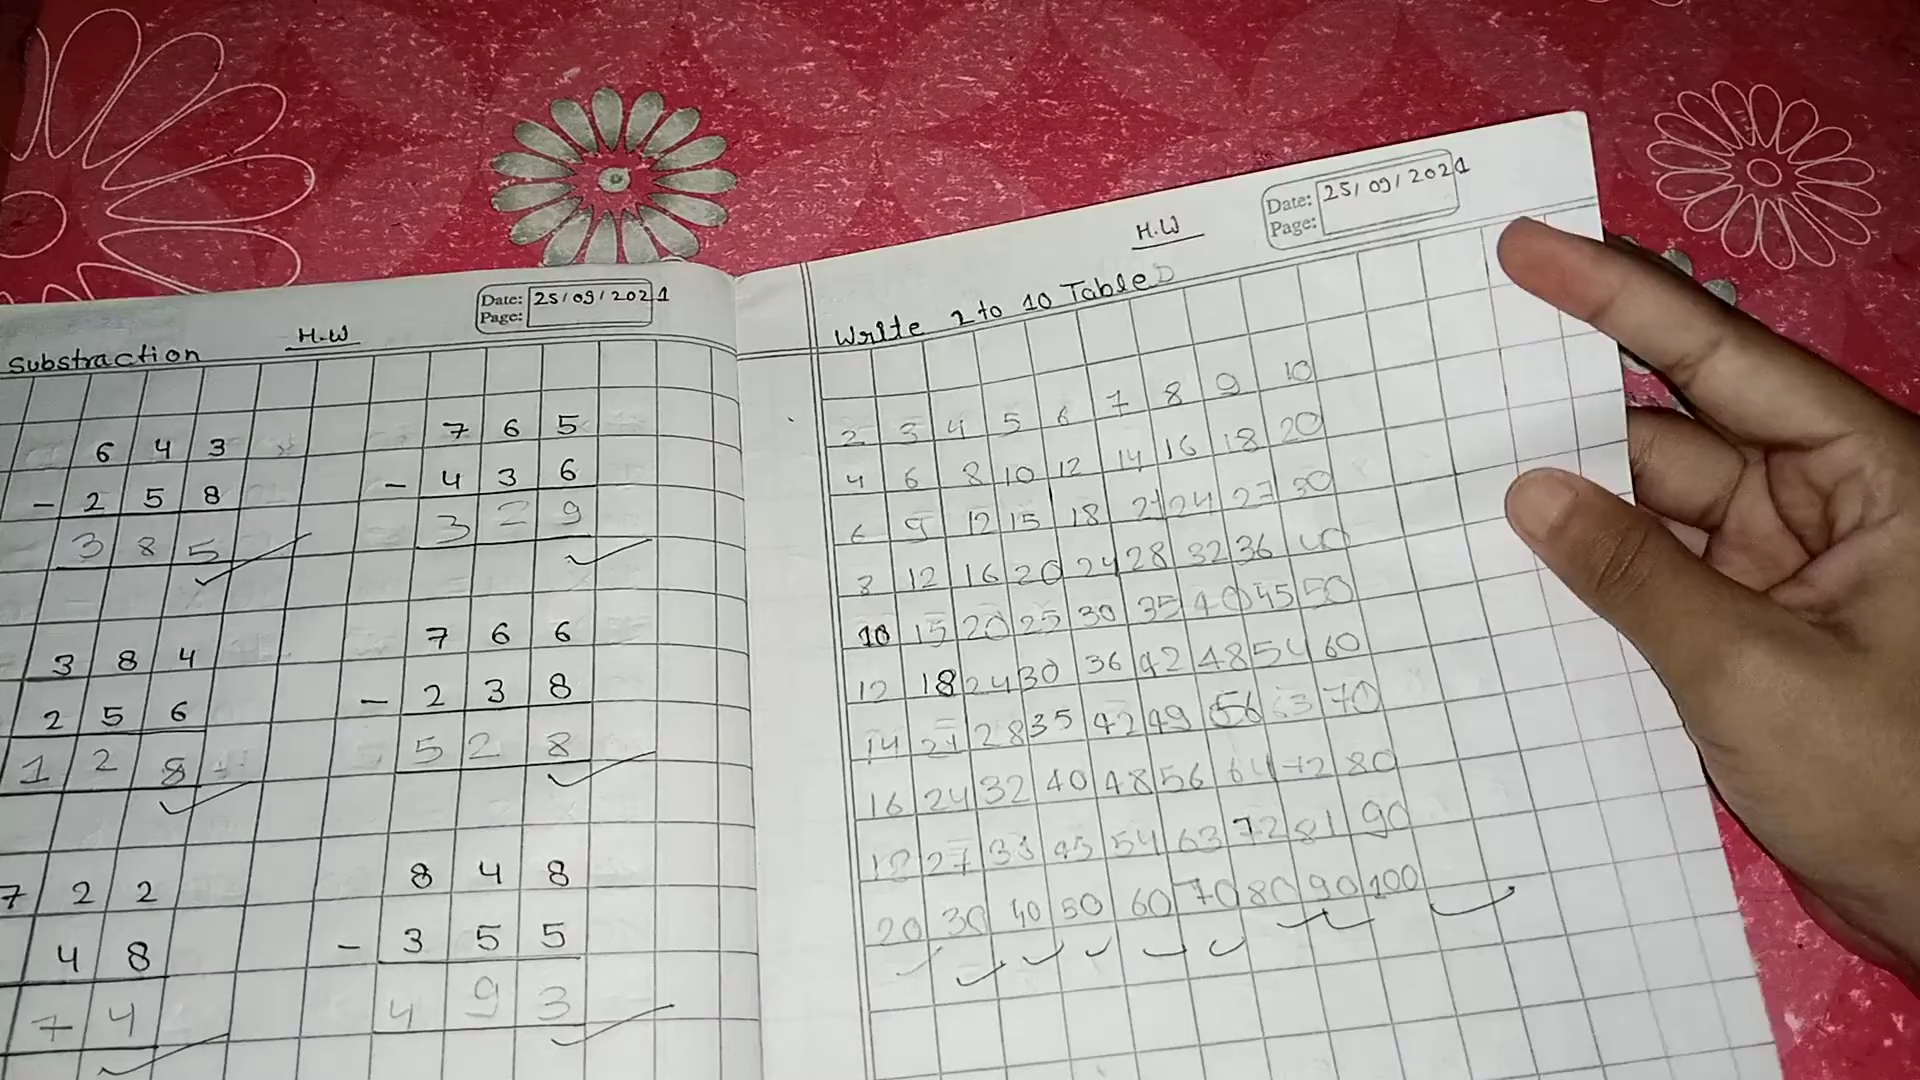 Date: 25/09/2021
Page:
H.W
Substraction
6 4 3
- 2 5 8
3 8 5
7 6 5
- 4 3 6
3 2 9
3 8 4
2 5 6
1 2 8
7 6 6
- 2 3 8
5 2 8
7 2 2
4 8
7 4
8 4 8
- 3 5 5
4 9 3
Date: 25/09/2021
Page:
H.W
Write 2 to 10 Table
2 3 4 5 6 7 8 9 10
4 6 8 10 12 14 16 18 20
6 9 12 15 18 21 24 27 30
8 12 16 20 24 28 32 36 40
10 15 20 25 30 35 40 45 50
12 18 24 30 36 42 48 54 60
14 21 28 35 42 49 56 63 70
16 24 32 40 48 56 64 72 80
18 27 45 54 63 72 81 90
20 30 40 50 60 70 80 90 100